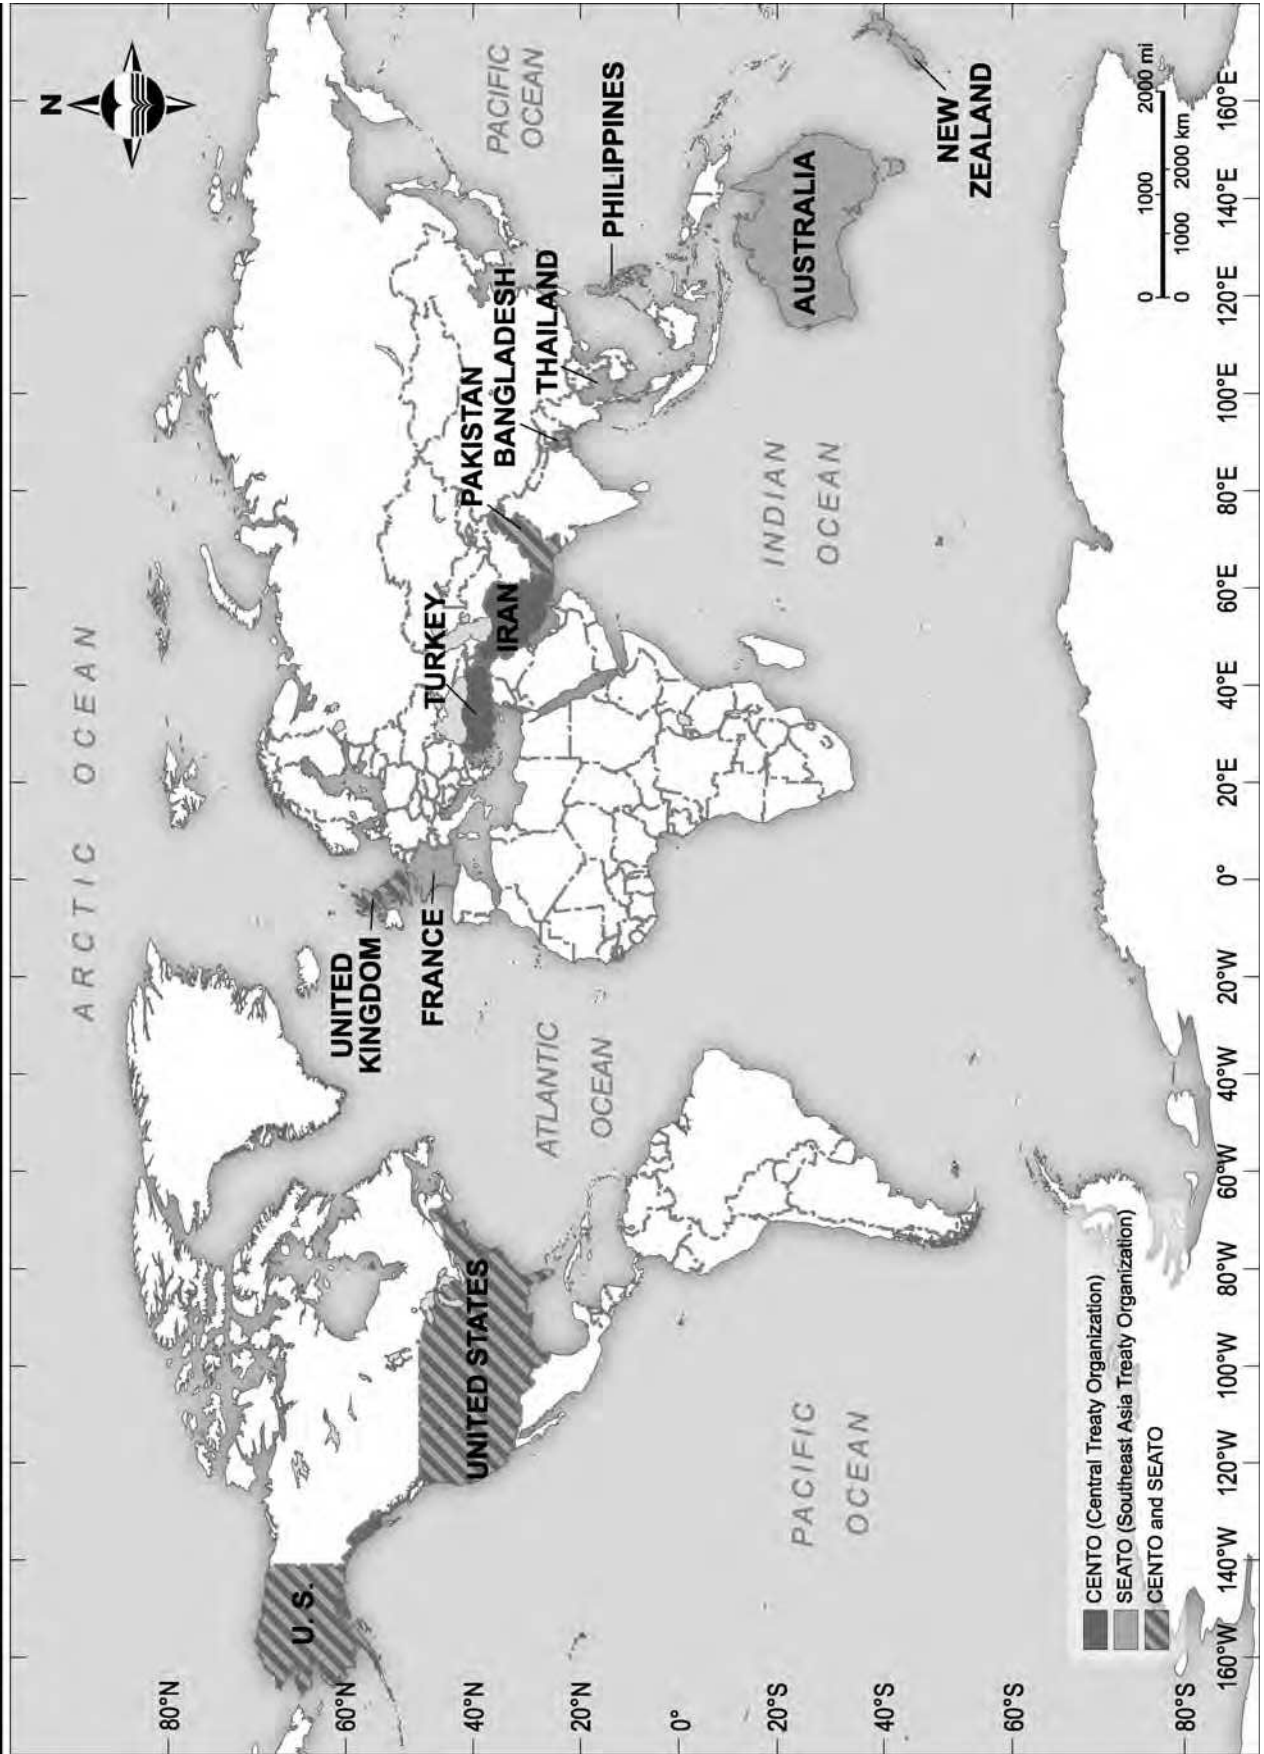 N
ARCTIC OCEAN
PACIFIC
OCEAN
UNITED
KINGDOM
FRANCE
TURKEY
IRAN
PAKISTAN
BANGLADESH
THAILAND
PHILIPPINES
U. S.
UNITED STATES
ATLANTIC
OCEAN
INDIAN
OCEAN
PACIFIC
OCEAN
AUSTRALIA
NEW
ZEALAND
80°N
60°N
40°N
20°N
0°
20°S
40°S
60°S
80°S
CENTO (Central Treaty Organization)
SEATO (Southeast Asia Treaty Organization)
CENTO and SEATO
0 1000 2000 mi
0 1000 2000 km
160°W 140°W 120°W 100°W 80°W 60°W 40°W 20°W 0° 20°E 40°E 60°E 80°E 100°E 120°E 140°E 160°E